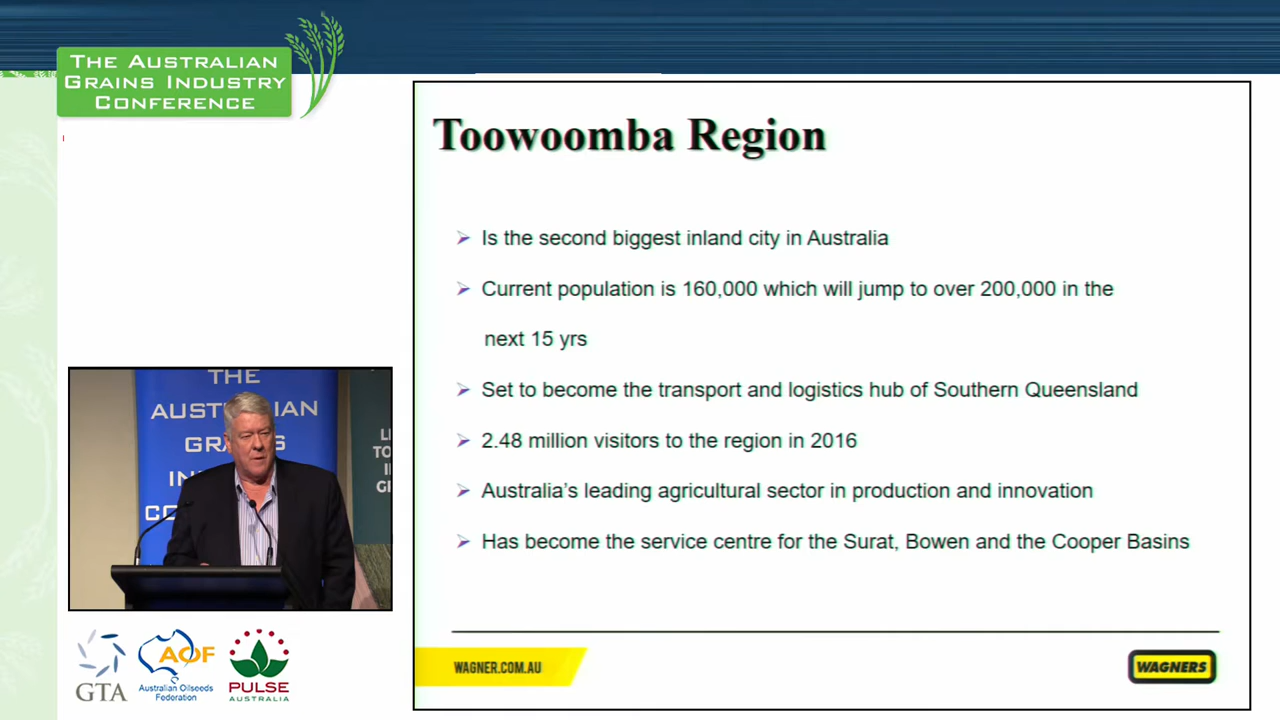 THE AUSTRALIAN
GRAINS INDUSTRY
CONFERENCE
Toowoomba Region
Is the second biggest inland city in Australia
Current population is 160,000 which will jump to over 200,000 in the
next 15 yrs
Set to become the transport and logistics hub of Southern Queensland
2.48 million visitors to the region in 2016
Australia's leading agricultural sector in production and innovation
Has become the service centre for the Surat, Bowen and the Cooper Basins
WAGNER.COM.AU
WAGNERS
THE
AUSTRALIAN
GRAINS
GTA
AOF
Australian Oilseeds
Federation
PULSE
AUSTRALIA